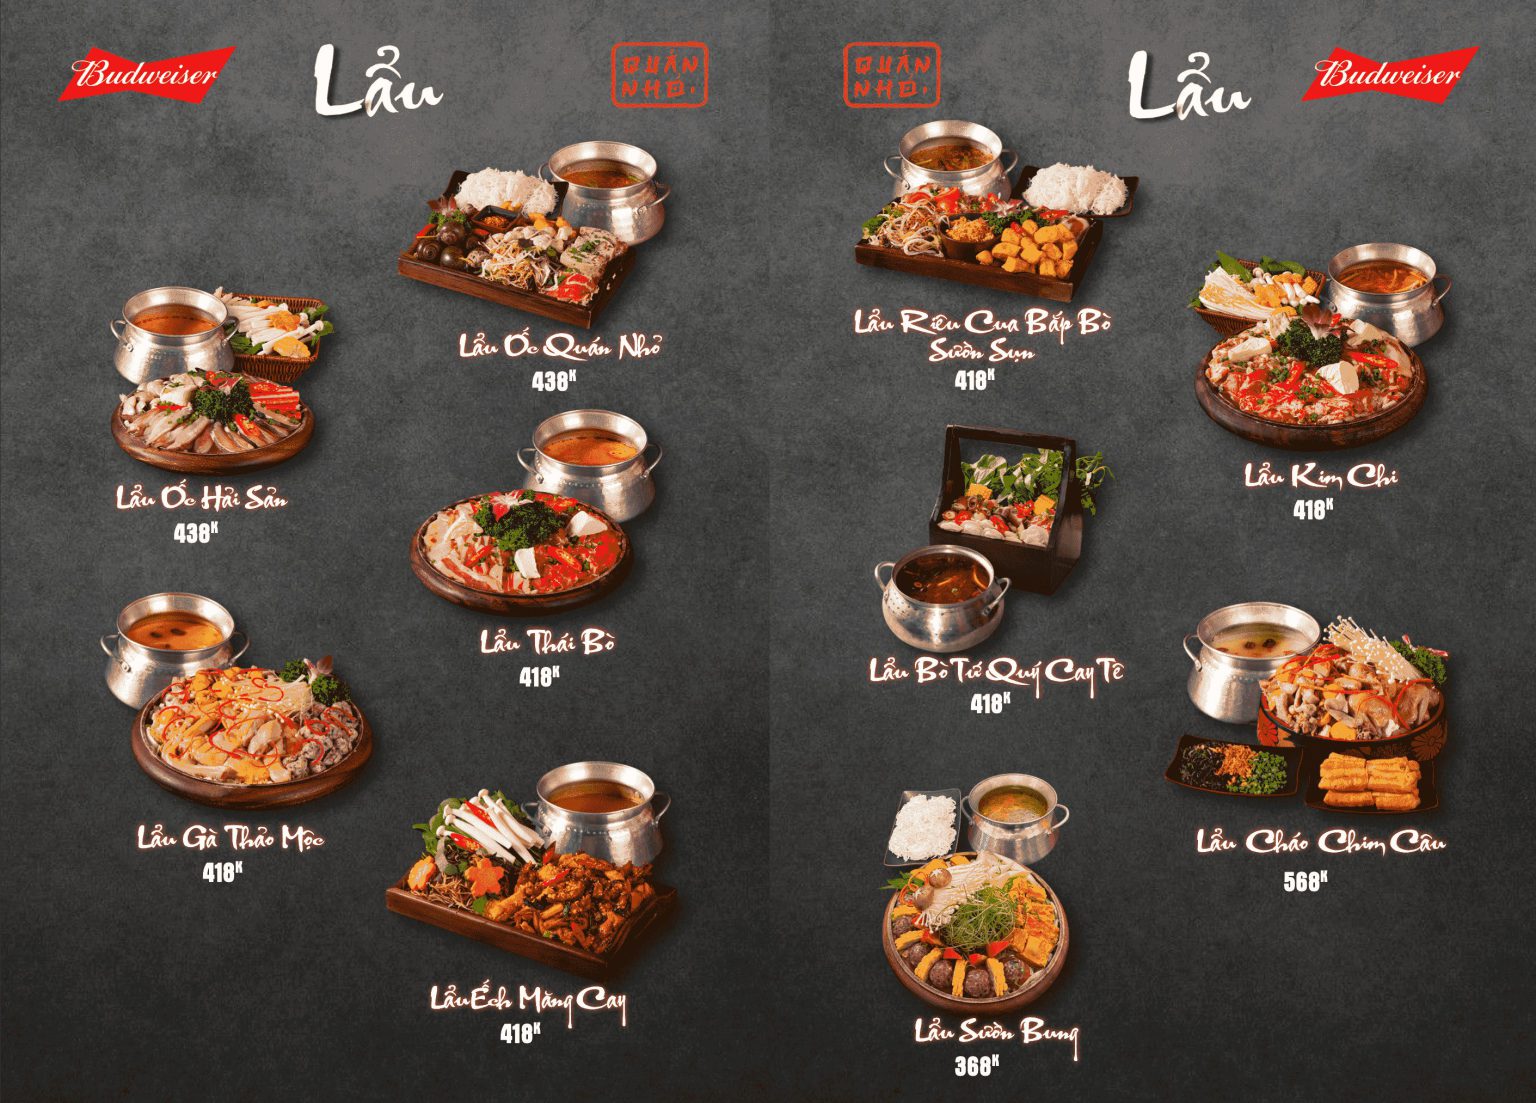 Budweiser
Lẩu
QUÁN
NHỎ.
Lẩu Ốc Quán Nhỏ
438K
Lẩu Ốc Hải Sản
438K
Lẩu Thái Bò
418K
Lẩu Gà Thảo Mộc
418K
Lẩu Ếch Măng Cay
418K
QUÁN
NHỎ.
Lẩu
Budweiser
Lẩu Riêu Cua Bắp Bò
Sườn Sụn
418K
Lẩu Kim Chi
418K
Lẩu Bò Tứ Quý Cay Tê
418K
Lẩu Cháo Chim Câu
568K
Lẩu Sườn Bung
368K